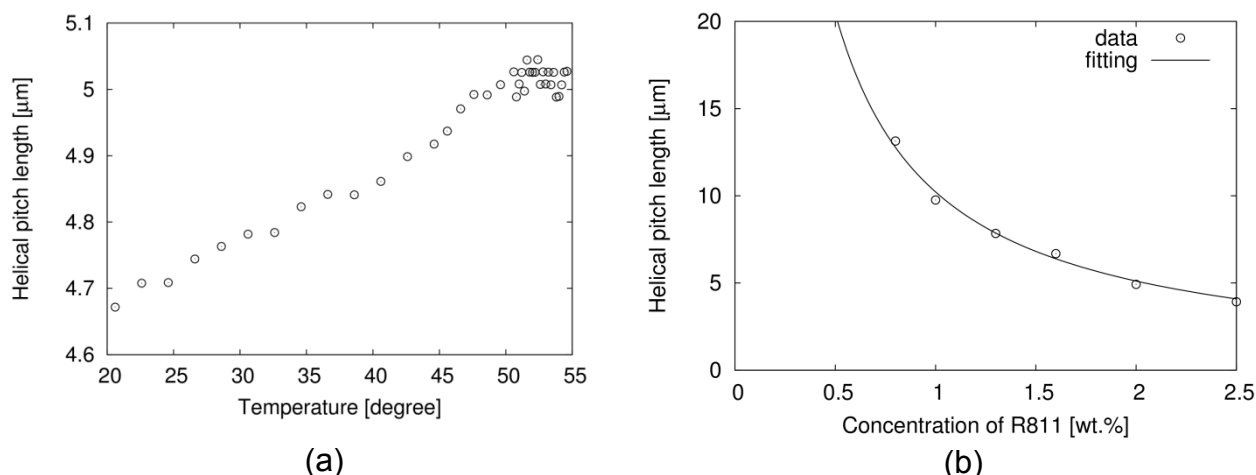 5.1
5
4.9
4.8
4.7
4.6
Helical pitch length [μm]
20 25 30 35 40 45 50 55
Temperature [degree]
(a)
20
15
10
5
0
Helical pitch length [μm]
data
fitting
0 0.5 1 1.5 2 2.5
Concentration of R811 [wt.%]
(b)